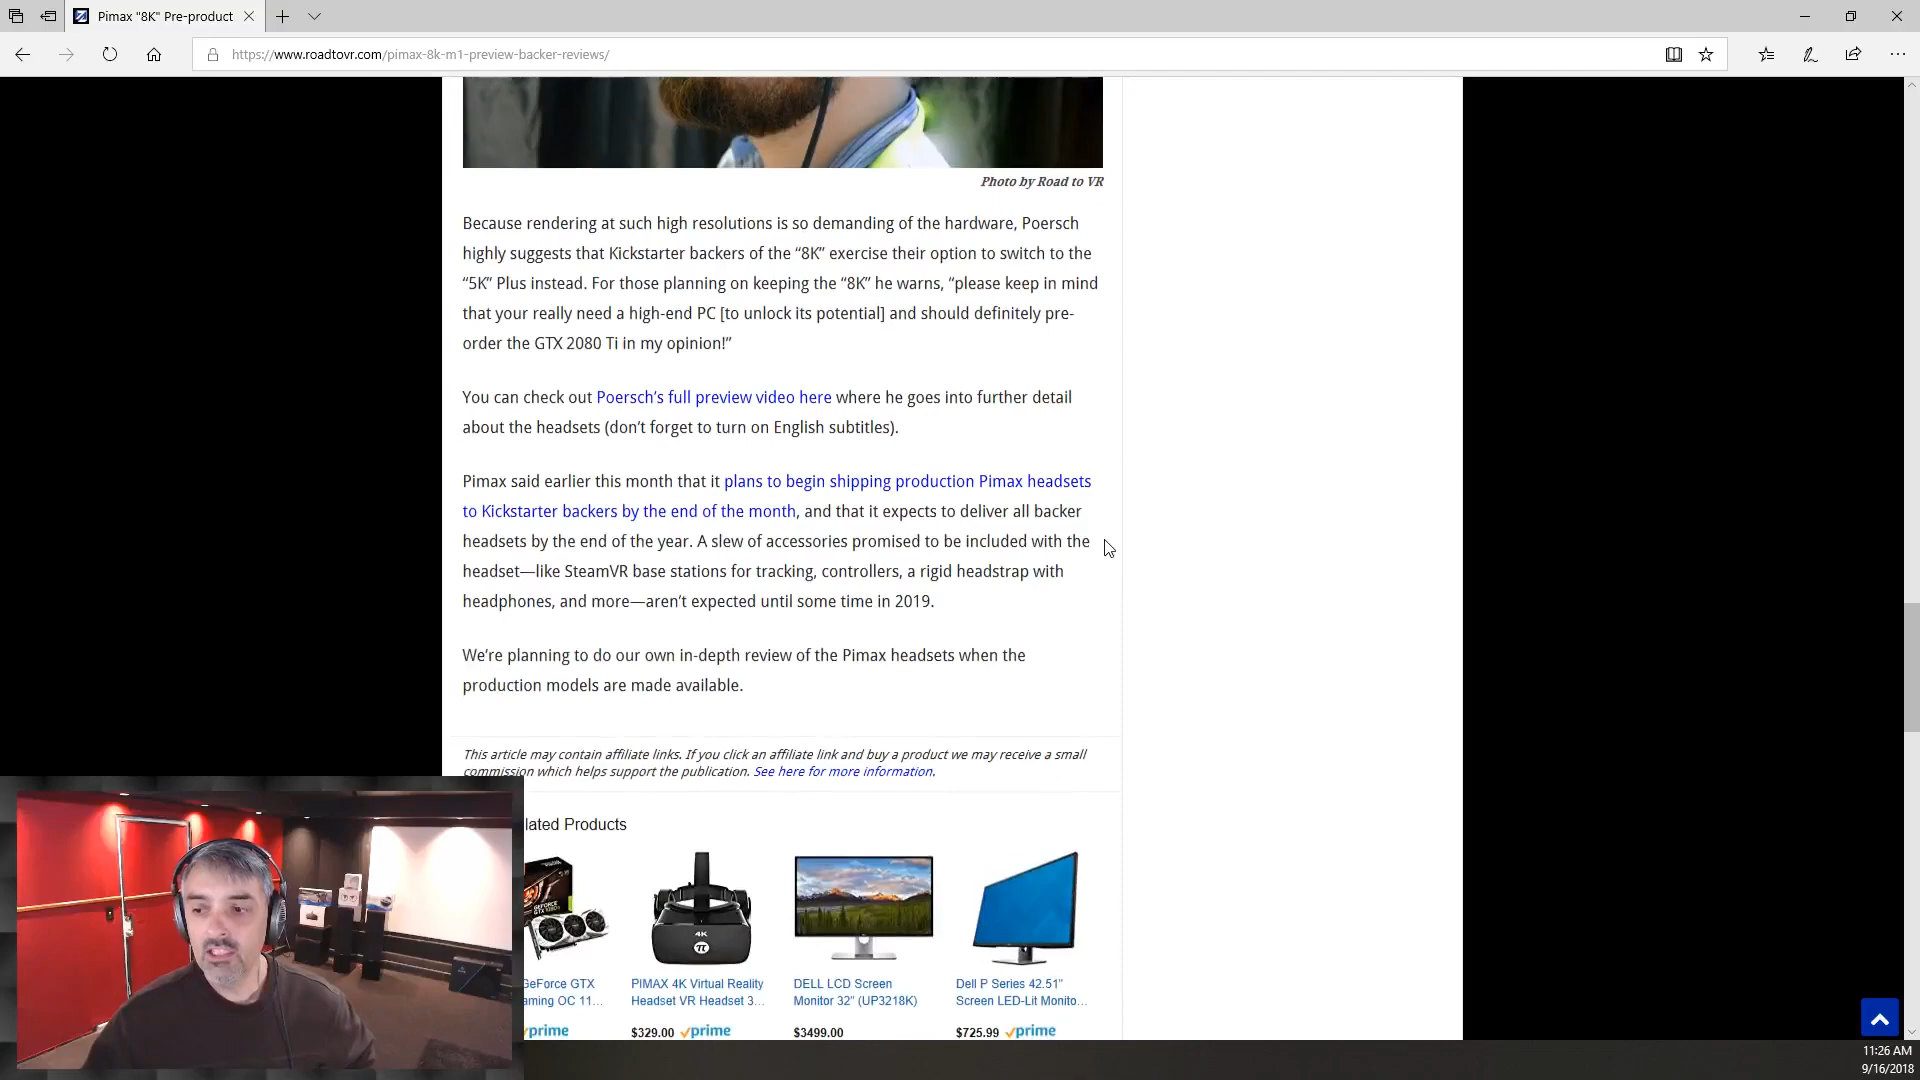 Pimax "8K" Pre-product
https://www.roadtovr.com/pimax-8k-m1-preview-backer-reviews/
Photo by Road to VR
Because rendering at such high resolutions is so demanding of the hardware, Poersch
highly suggests that Kickstarter backers of the “8K” exercise their option to switch to the
“5K” Plus instead. For those planning on keeping the “8K” he warns, “please keep in mind
that your really need a high-end PC [to unlock its potential] and should definitely pre-
order the GTX 2080 Ti in my opinion!”
You can check out Poersch’s full preview video here where he goes into further detail
about the headsets (don’t forget to turn on English subtitles).
Pimax said earlier this month that it plans to begin shipping production Pimax headsets
to Kickstarter backers by the end of the month, and that it expects to deliver all backer
headsets by the end of the year. A slew of accessories promised to be included with the
headset—like SteamVR base stations for tracking, controllers, a rigid headstrap with
headphones, and more—aren’t expected until some time in 2019.
We’re planning to do our own in-depth review of the Pimax headsets when the
production models are made available.
This article may contain affiliate links. If you click an affiliate link and buy a product we may receive a small
commission which helps support the publication. See here for more information.
lated Products
4K
GeForce GTX
aming OC 11...
prime
PIMAX 4K Virtual Reality
Headset VR Headset 3...
$329.00 prime
DELL LCD Screen
Monitor 32" (UP3218K)
$3499.00
Dell P Series 42.51"
Screen LED-Lit Monito...
$725.99 prime
11:26 AM
9/16/2018